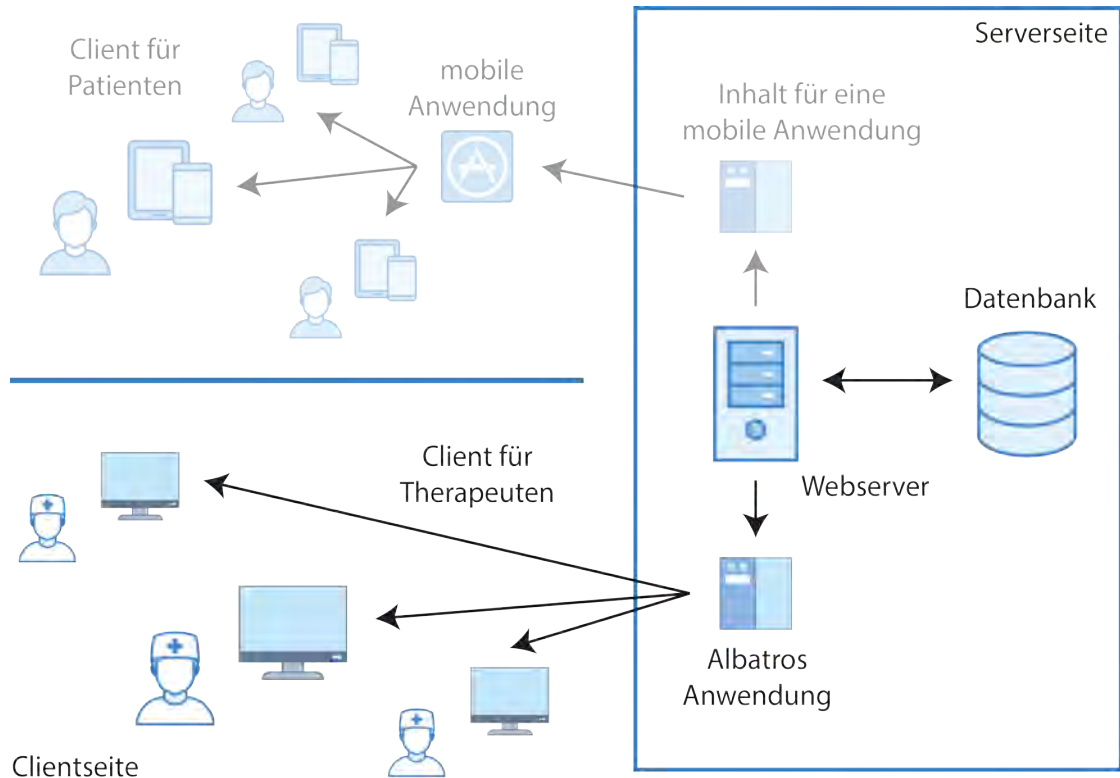 Serverseite
Client für
Patienten
mobile
Anwendung
Inhalt für eine
mobile Anwendung
Datenbank
Webserver
Client für
Therapeuten
Albatros
Anwendung
Clientseite